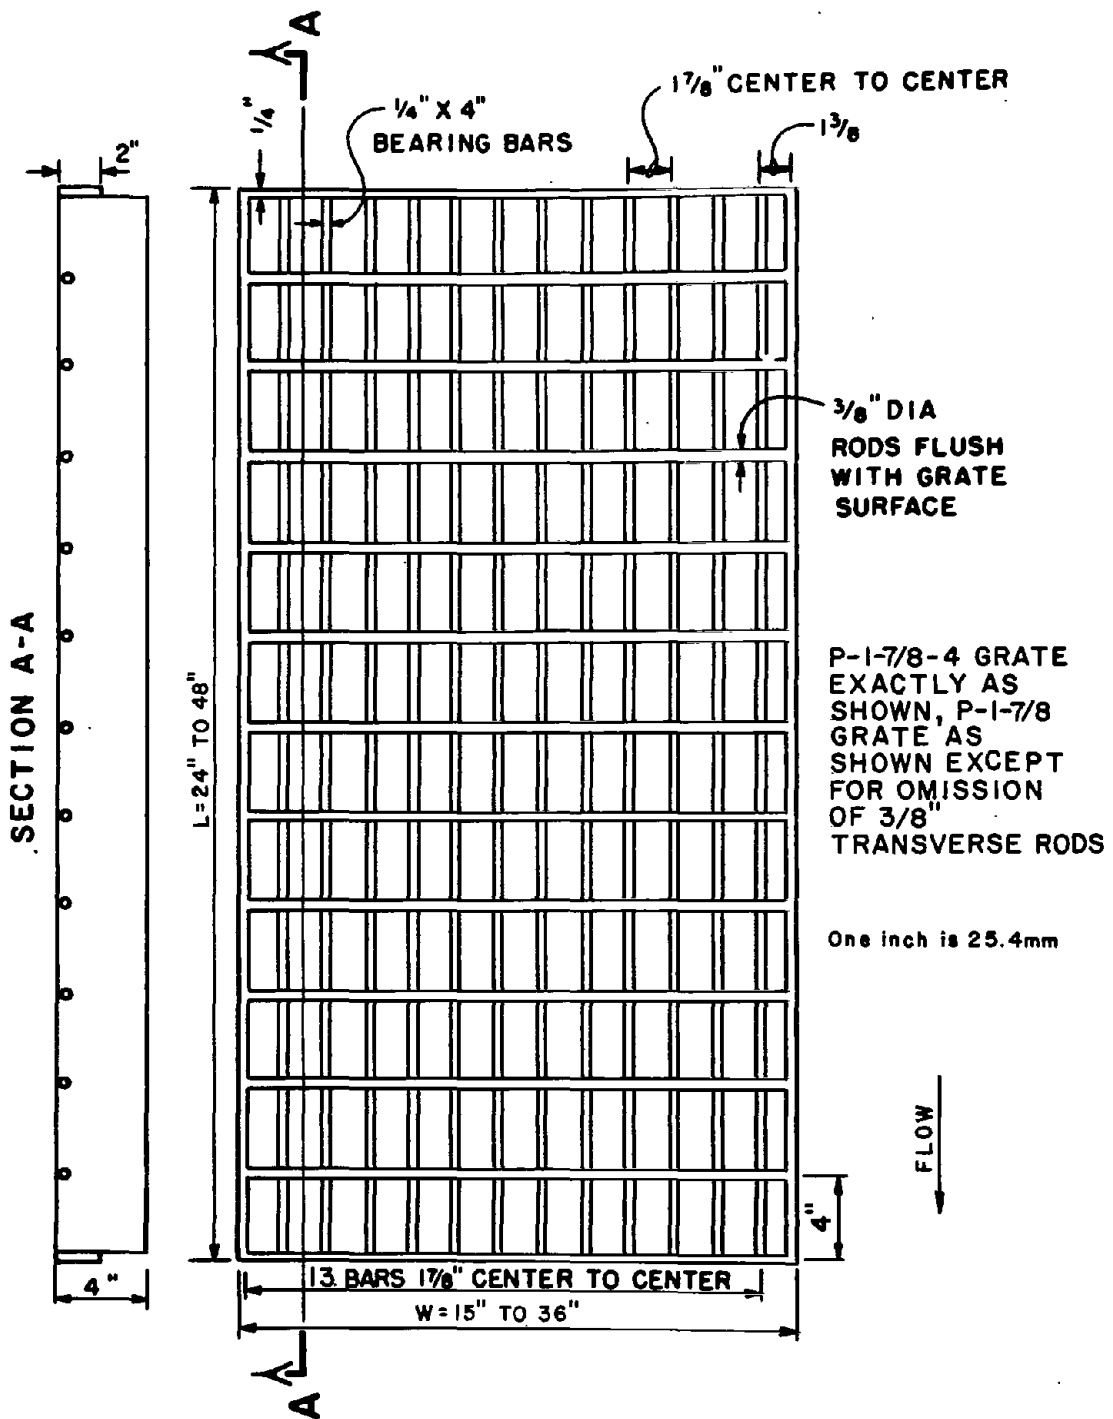 A
1 7/8" CENTER TO CENTER
1/4" X 4"
BEARING BARS
1/4"
1 3/8
2"
3/8" DIA
RODS FLUSH
WITH GRATE
SURFACE
SECTION A-A
L=24" TO 48"
P-1-7/8-4 GRATE
EXACTLY AS
SHOWN, P-1-7/8
GRATE AS
SHOWN EXCEPT
FOR OMISSION
OF 3/8"
TRANSVERSE RODS
One inch is 25.4mm
FLOW
4"
4"
13 BARS 1 7/8" CENTER TO CENTER
W=15" TO 36"
A